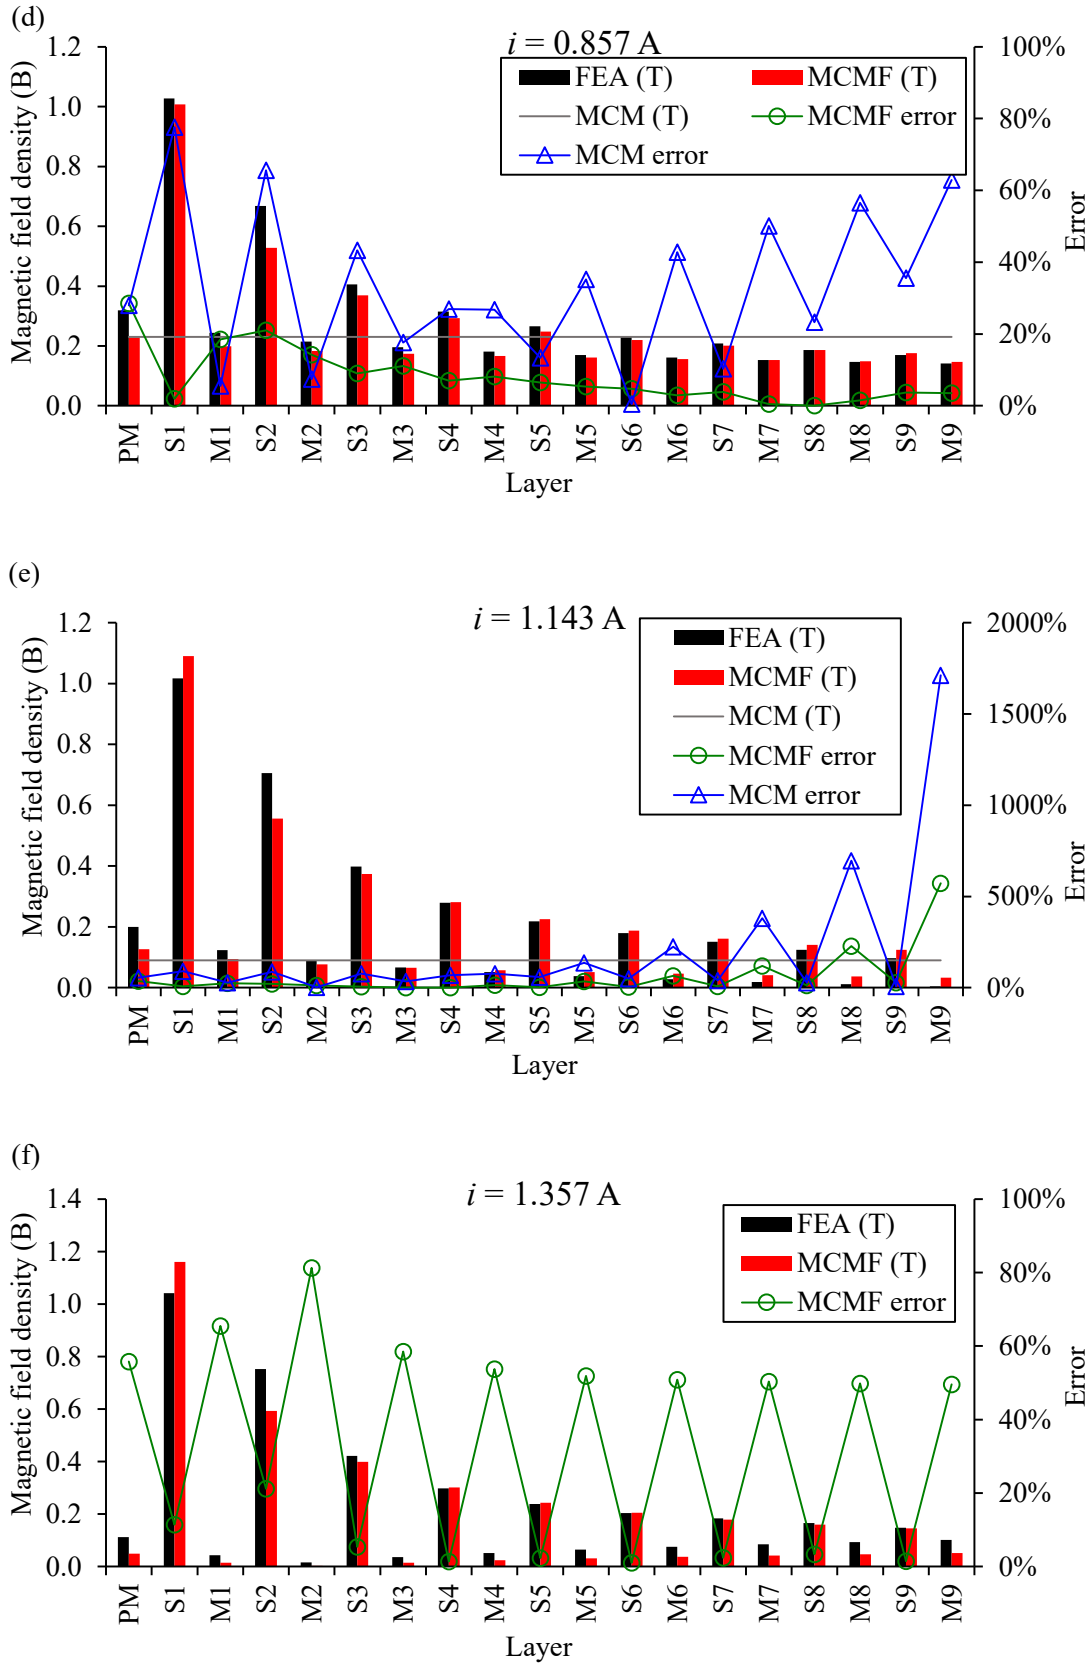 (d)
i = 0.857 A
1.2
1.0
0.8
0.6
0.4
0.2
0.0
Magnetic field density (B)
FEA (T)
MCMF (T)
MCM (T)
MCMF error
MCM error
100%
80%
60%
40%
20%
0%
Error
PM
S1
M1
S2
M2
S3
M3
S4
M4
S5
M5
S6
M6
S7
M7
S8
M8
S9
M9
Layer
(e)
i = 1.143 A
1.2
1.0
0.8
0.6
0.4
0.2
0.0
Magnetic field density (B)
FEA (T)
MCMF (T)
MCM (T)
MCMF error
MCM error
2000%
1500%
1000%
500%
0%
Error
PM
S1
M1
S2
M2
S3
M3
S4
M4
S5
M5
S6
M6
S7
M7
S8
M8
S9
M9
Layer
(f)
i = 1.357 A
1.4
1.2
1.0
0.8
0.6
0.4
0.2
0.0
Magnetic field density (B)
FEA (T)
MCMF (T)
MCMF error
100%
80%
60%
40%
20%
0%
Error
PM
S1
M1
S2
M2
S3
M3
S4
M4
S5
M5
S6
M6
S7
M7
S8
M8
S9
M9
Layer